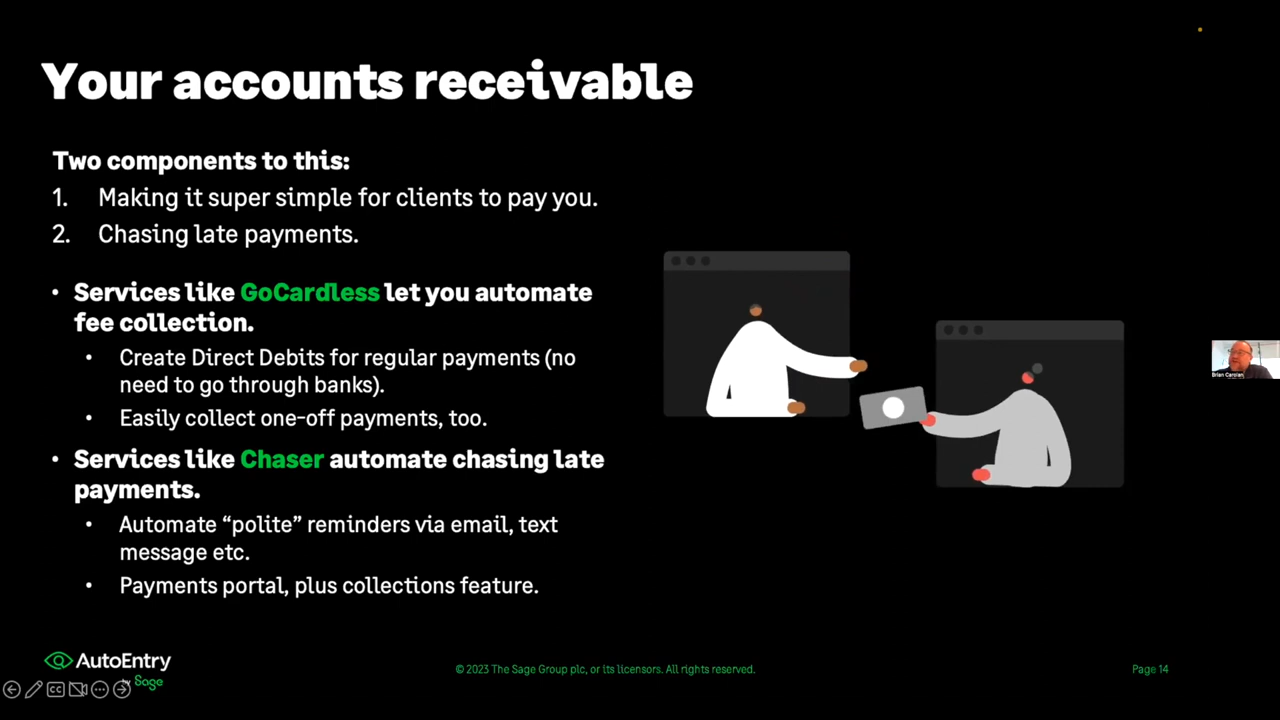 Your accounts receivable
Two components to this:
1. Making it super simple for clients to pay you.
2. Chasing late payments.
• Services like GoCardless let you automate
fee collection.
• Create Direct Debits for regular payments (no
need to go through banks).
• Easily collect one-off payments, too.
• Services like Chaser automate chasing late
payments.
• Automate “polite” reminders via email, text
message etc.
• Payments portal, plus collections feature.
Brian Carolan
AutoEntry
by Sage
CC
© 2023 The Sage Group plc, or its licensors. All rights reserved.
Page 14